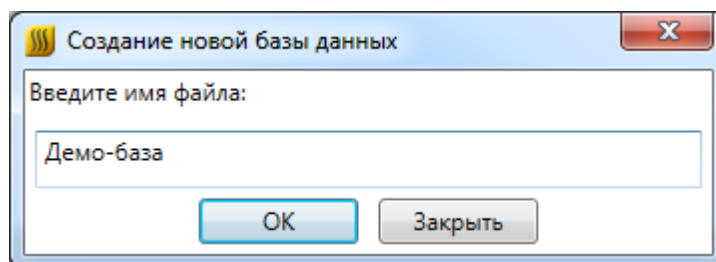 Создание новой базы данных
Введите имя файла:
Демо-база
OK Закрыть